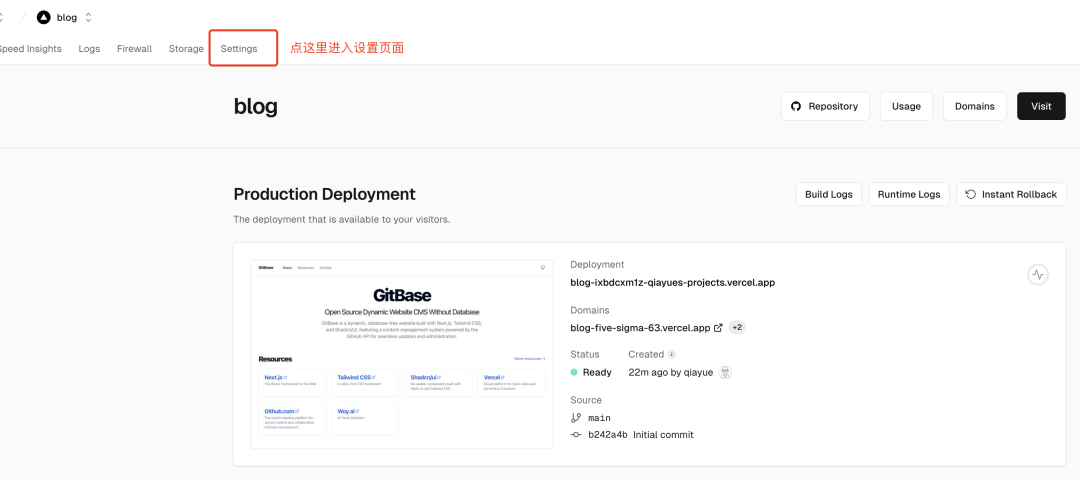 blog
Speed Insights Logs Firewall Storage Settings 点这里进入设置页面
blog
Repository Usage Domains Visit
Production Deployment
Build Logs Runtime Logs Instant Rollback
The deployment that is available to your visitors.
GitBase Home Resources Articles
GitBase
Open Source Dynamic Website CMS Without Database
GitBase is a dynamic, database-free website built with Next.js, Tailwind CSS,
and Shadcn/UI, featuring a content management system powered by the
GitHub API for seamless updates and administration.
Resources
More resources →
Next.js
The React Framework for the Web
Tailwind CSS
A utility-first CSS framework
Shadcn/ui
Re-usable components built with
Radix UI and Tailwind CSS
Vercel
Cloud platform for static sites and
Serverless Functions
Github.com
The world's leading platform for
version control and collaborative
software development
Woy.ai
AI Tools Directory
Deployment
blog-ixbdcxm1z-qiayues-projects.vercel.app
Domains
blog-five-sigma-63.vercel.app +2
Status Created
Ready 22m ago by qiayue
Source
main
b242a4b Initial commit